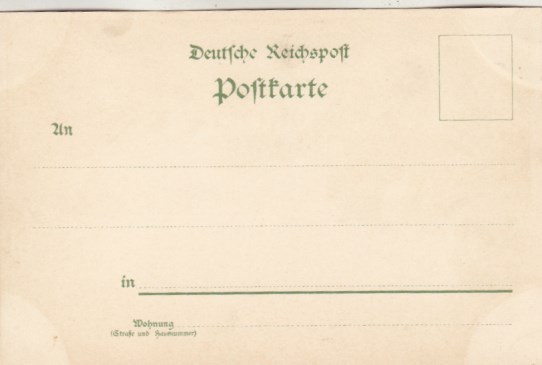 Deutsche Reichspost
Postkarte
An
in
Wohnung
(Straße und Hausnummer)